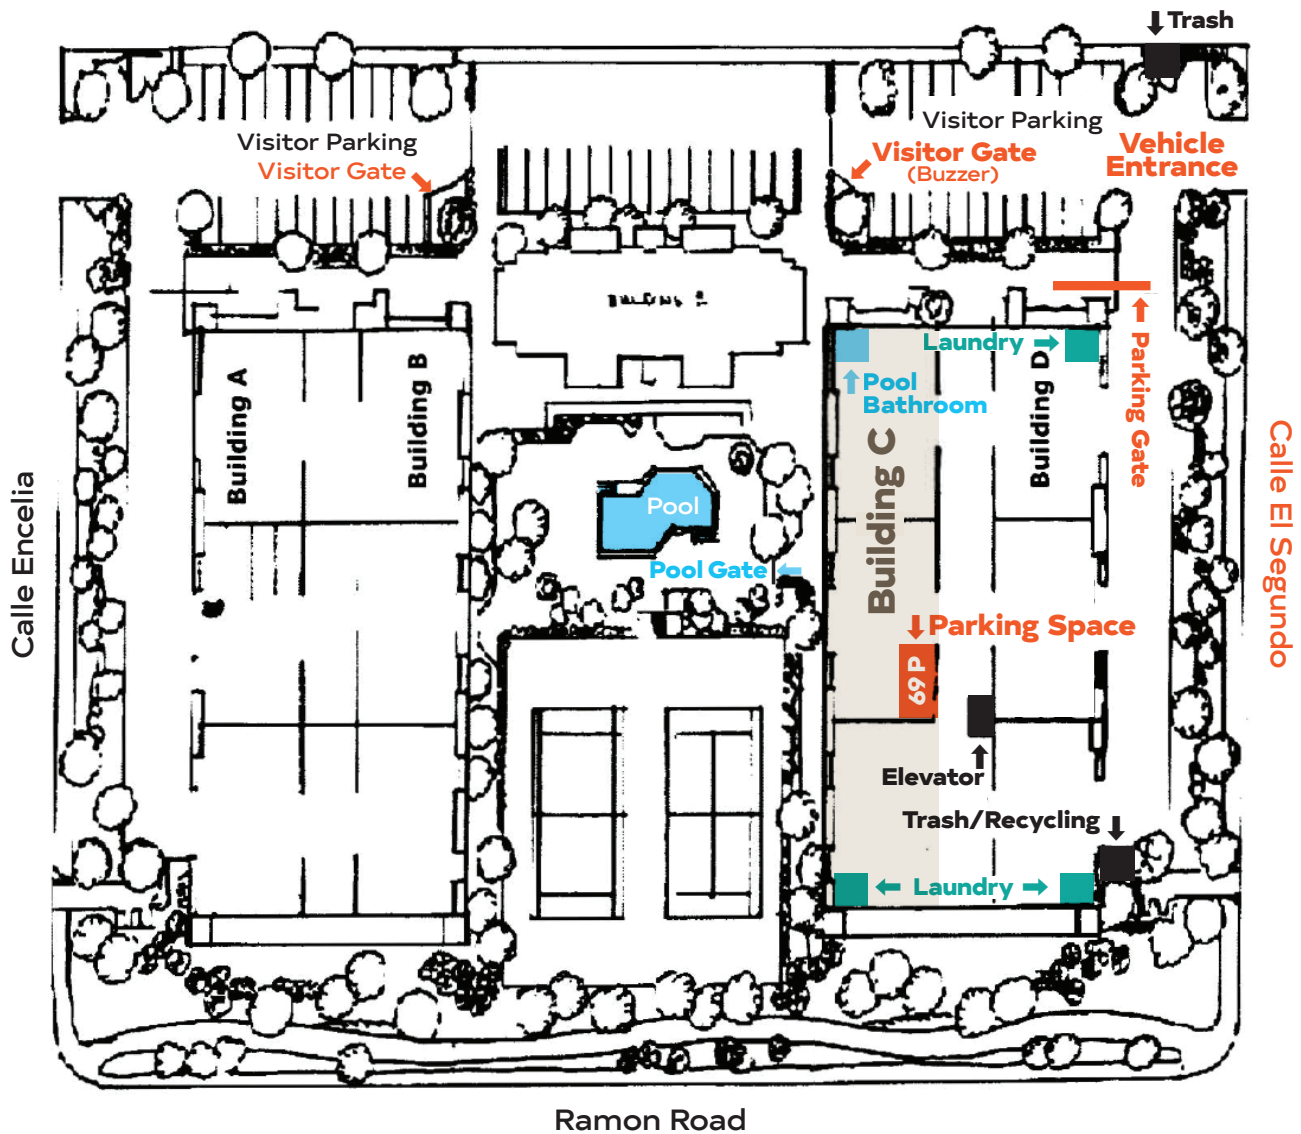 Trash
Visitor Parking
Visitor Gate
Visitor Parking
Visitor Gate
(Buzzer)
Vehicle
Entrance
BUILDING
Laundry
Parking Gate
Pool
Bathroom
Building A
Building B
Building C
Building D
Calle Encelia
Calle El Segundo
Pool
Pool Gate
Parking Space
69 P
Elevator
Trash/Recycling
Laundry
Ramon Road